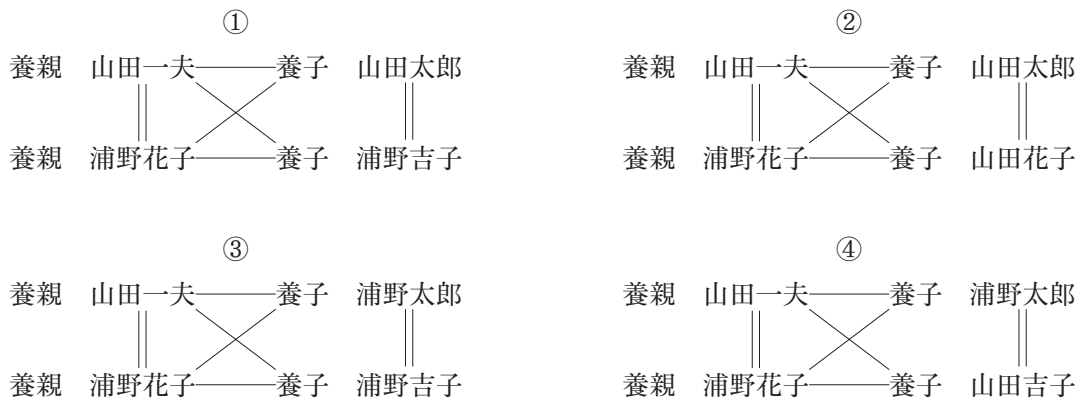 ①
養親 山田一夫 養子 山田太郎
養親 浦野花子 養子 浦野吉子
②
養親 山田一夫 養子 山田太郎
養親 浦野花子 養子 山田花子
③
養親 山田一夫 養子 浦野太郎
養親 浦野花子 養子 浦野吉子
④
養親 山田一夫 養子 浦野太郎
養親 浦野花子 養子 山田吉子